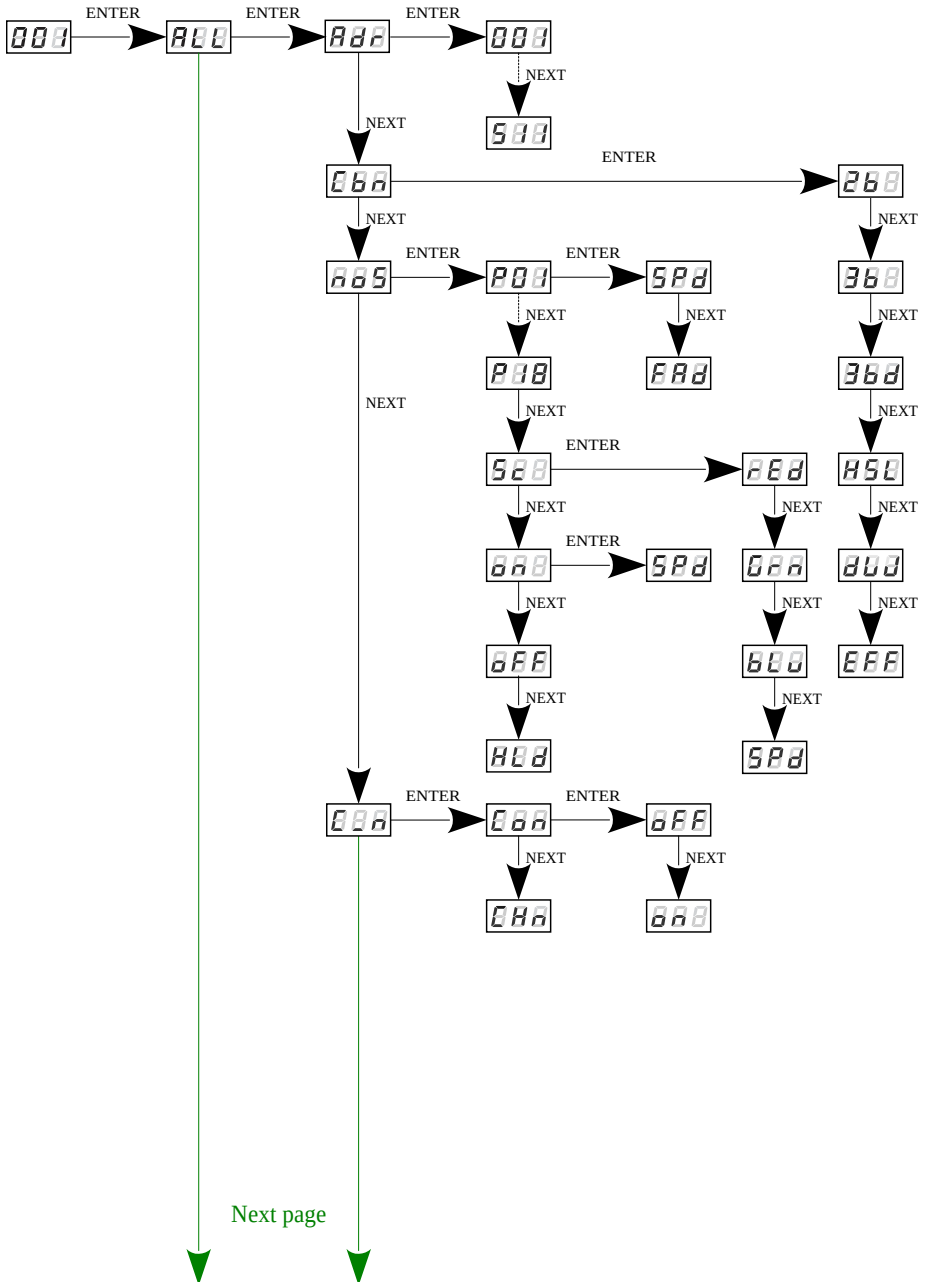 ENTER ENTER ENTER
001 ALL Adr 001
NEXT
NEXT 511
ENTER
Cbn 2b
NEXT NEXT
ENTER ENTER
noS P01 SPd 3b
NEXT NEXT NEXT
P18 FAd 3bd
NEXT NEXT NEXT
ENTER
Sc rEd HSL
NEXT NEXT NEXT
ENTER
on SPd Grn dUJ
NEXT NEXT NEXT
oFF bLu EFF
NEXT NEXT
HLd SPd
ENTER ENTER
C_n Con oFF
NEXT NEXT
CHn on
Next page